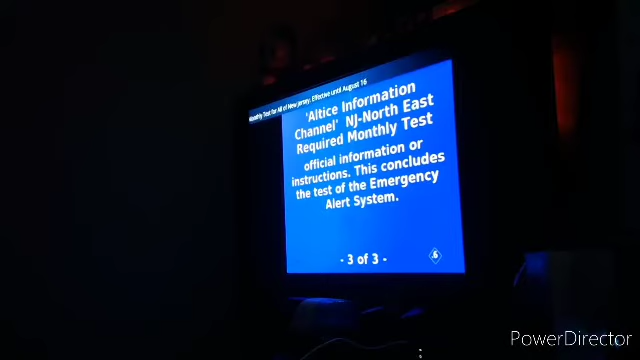 Monthly Test for All of New Jersey. Effective until August 16
'Altice Information
Channel' NJ-North East
Required Monthly Test
official information or
instructions. This concludes
the test of the Emergency
Alert System.
- 3 of 3 -
PowerDirector